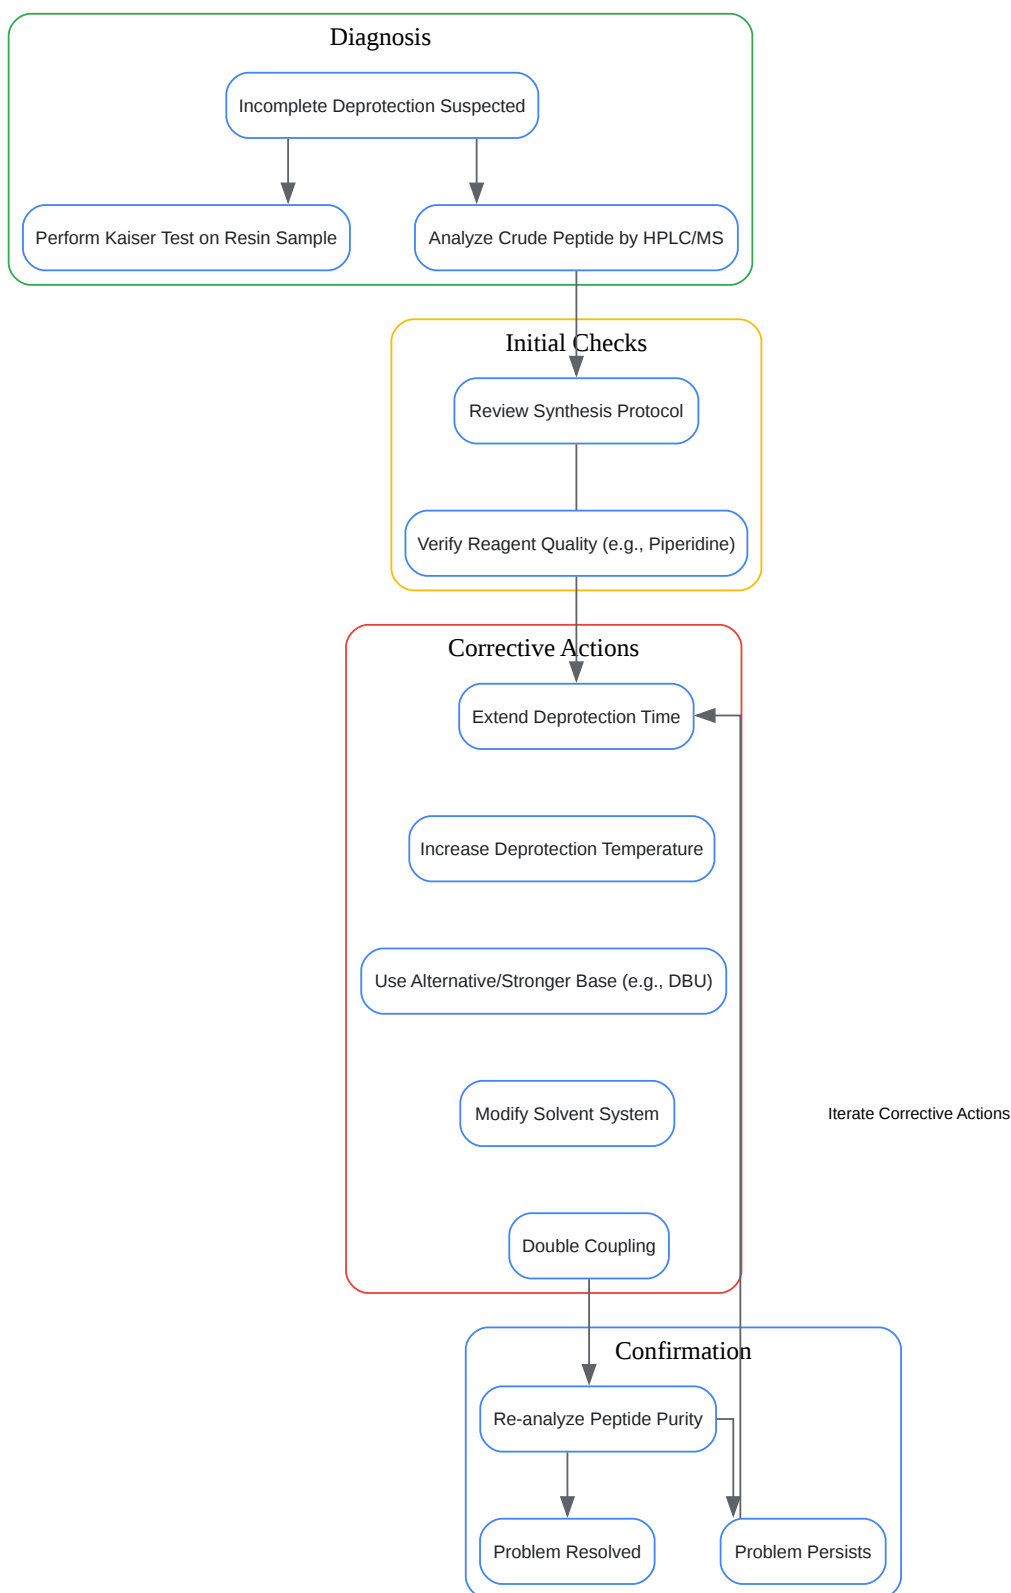 Diagnosis
Incomplete Deprotection Suspected
Perform Kaiser Test on Resin Sample
Analyze Crude Peptide by HPLC/MS
Initial Checks
Review Synthesis Protocol
Verify Reagent Quality (e.g., Piperidine)
Corrective Actions
Extend Deprotection Time
Increase Deprotection Temperature
Use Alternative/Stronger Base (e.g., DBU)
Modify Solvent System
Iterate Corrective Actions
Double Coupling
Confirmation
Re-analyze Peptide Purity
Problem Resolved
Problem Persists